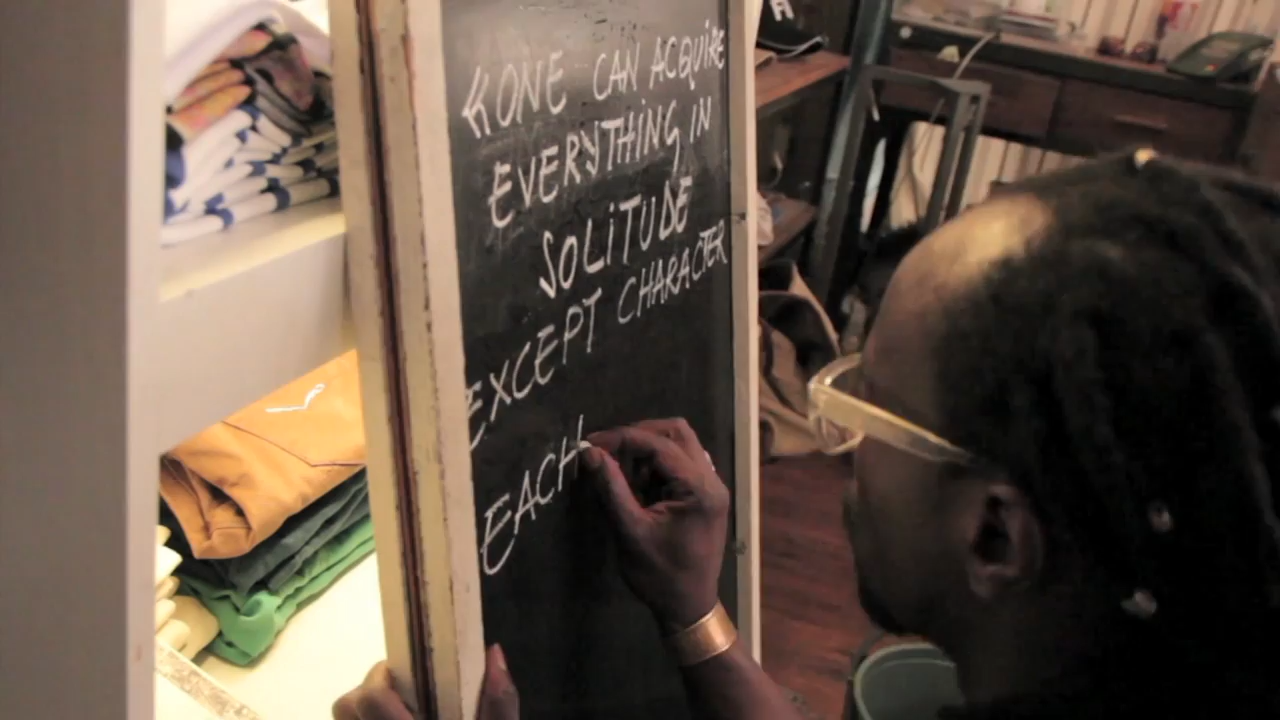 "ONE CAN ACQUIRE
EVERYTHING IN
SOLITUDE
EXCEPT CHARACTER
EACH